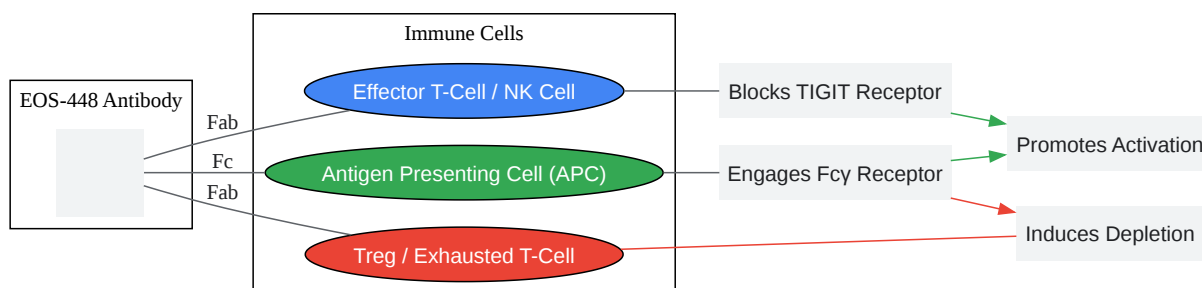 Immune Cells
EOS-448 Antibody
Fab
Fc
Fab
Effector T-Cell / NK Cell
Antigen Presenting Cell (APC)
Treg / Exhausted T-Cell
Blocks TIGIT Receptor
Engages Fcγ Receptor
Promotes Activation
Induces Depletion